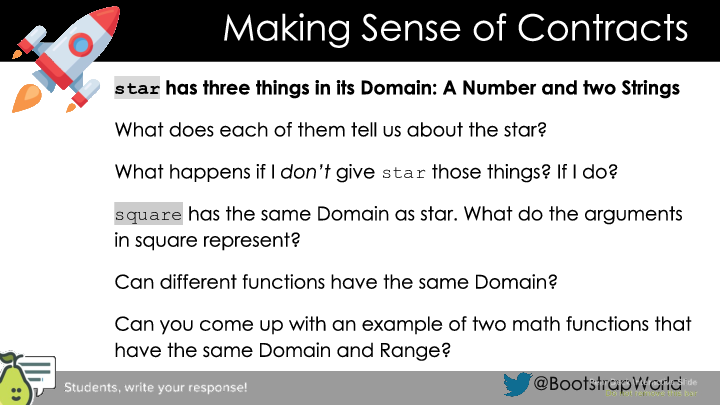 Making Sense of Contracts
star has three things in its Domain: A Number and two Strings
What does each of them tell us about the star?
What happens if I don't give star those things? If I do?
square has the same Domain as star. What do the arguments
in square represent?
Can different functions have the same Domain?
Can you come up with an example of two math functions that
have the same Domain and Range?
Students, write your response!
@BootstrapWorld